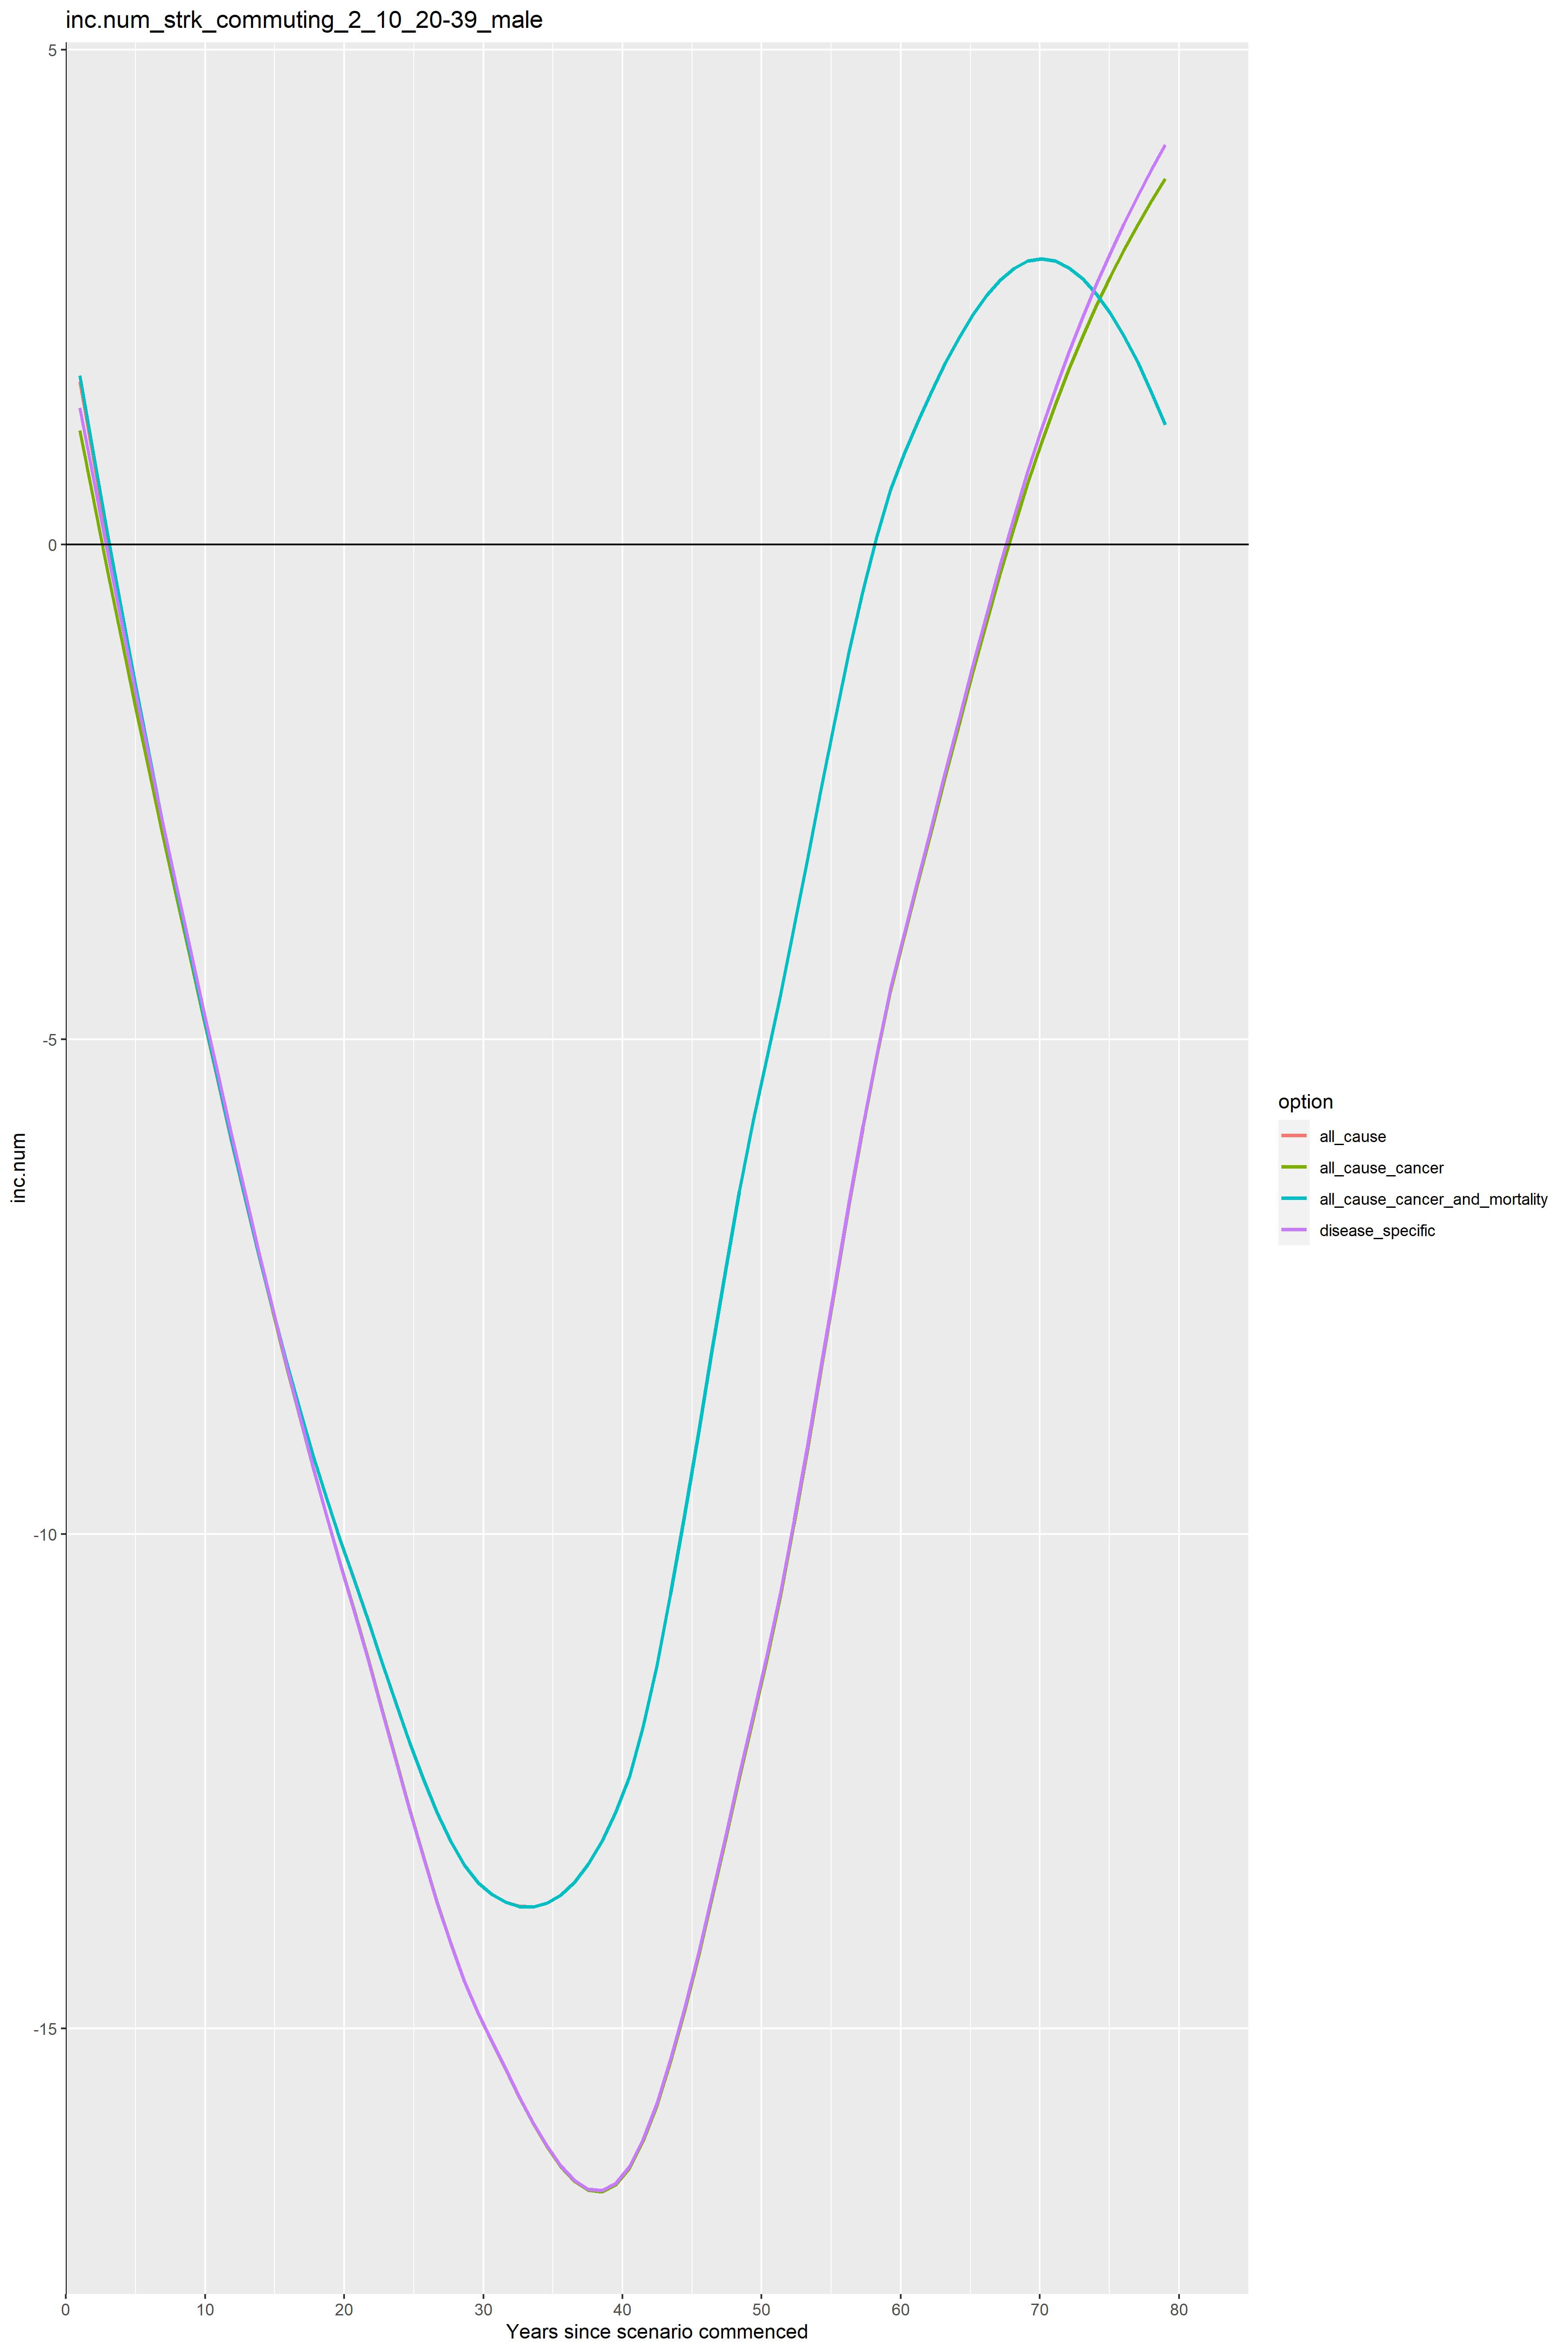 inc.num_strk_commuting_2_10_20-39_male
5
0
-5
-10
-15
inc.num
0 10 20 30 40 50 60 70 80
Years since scenario commenced
option
all_cause
all_cause_cancer
all_cause_cancer_and_mortality
disease_specific